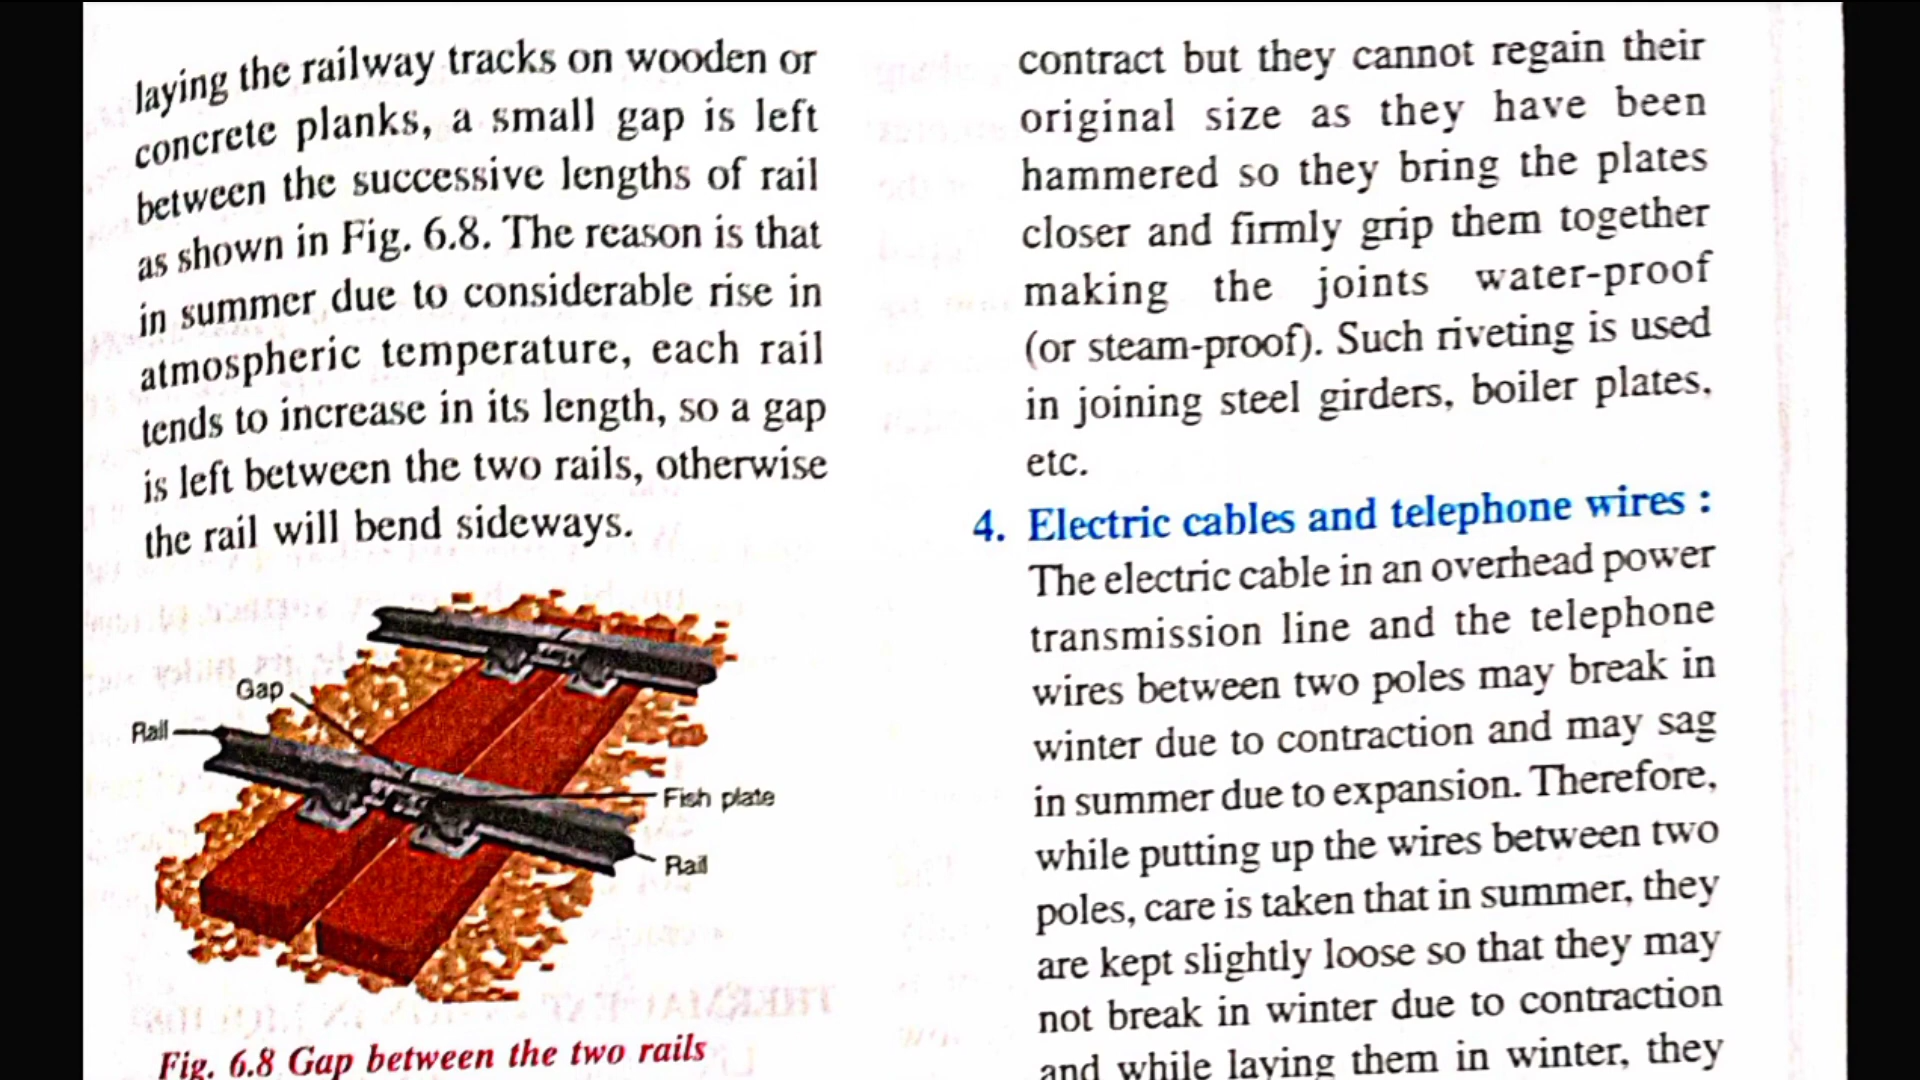 laying the railway tracks on wooden or
concrete planks, a small gap is left
between the successive lengths of rail
as shown in Fig. 6.8. The reason is that
in summer due to considerable rise in
atmospheric temperature, each rail
tends to increase in its length, so a gap
is left between the two rails, otherwise
the rail will bend sideways.
Gap
Rail
Fish plate
Rail
Fig. 6.8 Gap between the two rails
contract but they cannot regain their
original size as they have been
hammered so they bring the plates
closer and firmly grip them together
making the joints water-proof
(or steam-proof). Such riveting is used
in joining steel girders, boiler plates,
etc.
4. Electric cables and telephone wires :
The electric cable in an overhead power
transmission line and the telephone
wires between two poles may break in
winter due to contraction and may sag
in summer due to expansion. Therefore,
while putting up the wires between two
poles, care is taken that in summer, they
are kept slightly loose so that they may
not break in winter due to contraction
and while laying them in winter, they